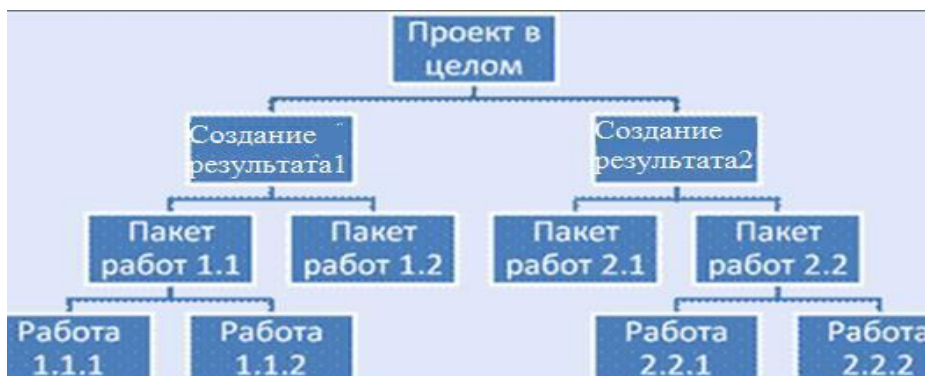 Проект в
целом
Создание
результата1
Создание
результата2
Пакет
работ 1.1
Пакет
работ 1.2
Пакет
работ 2.1
Пакет
работ 2.2
Работа
1.1.1
Работа
1.1.2
Работа
2.2.1
Работа
2.2.2